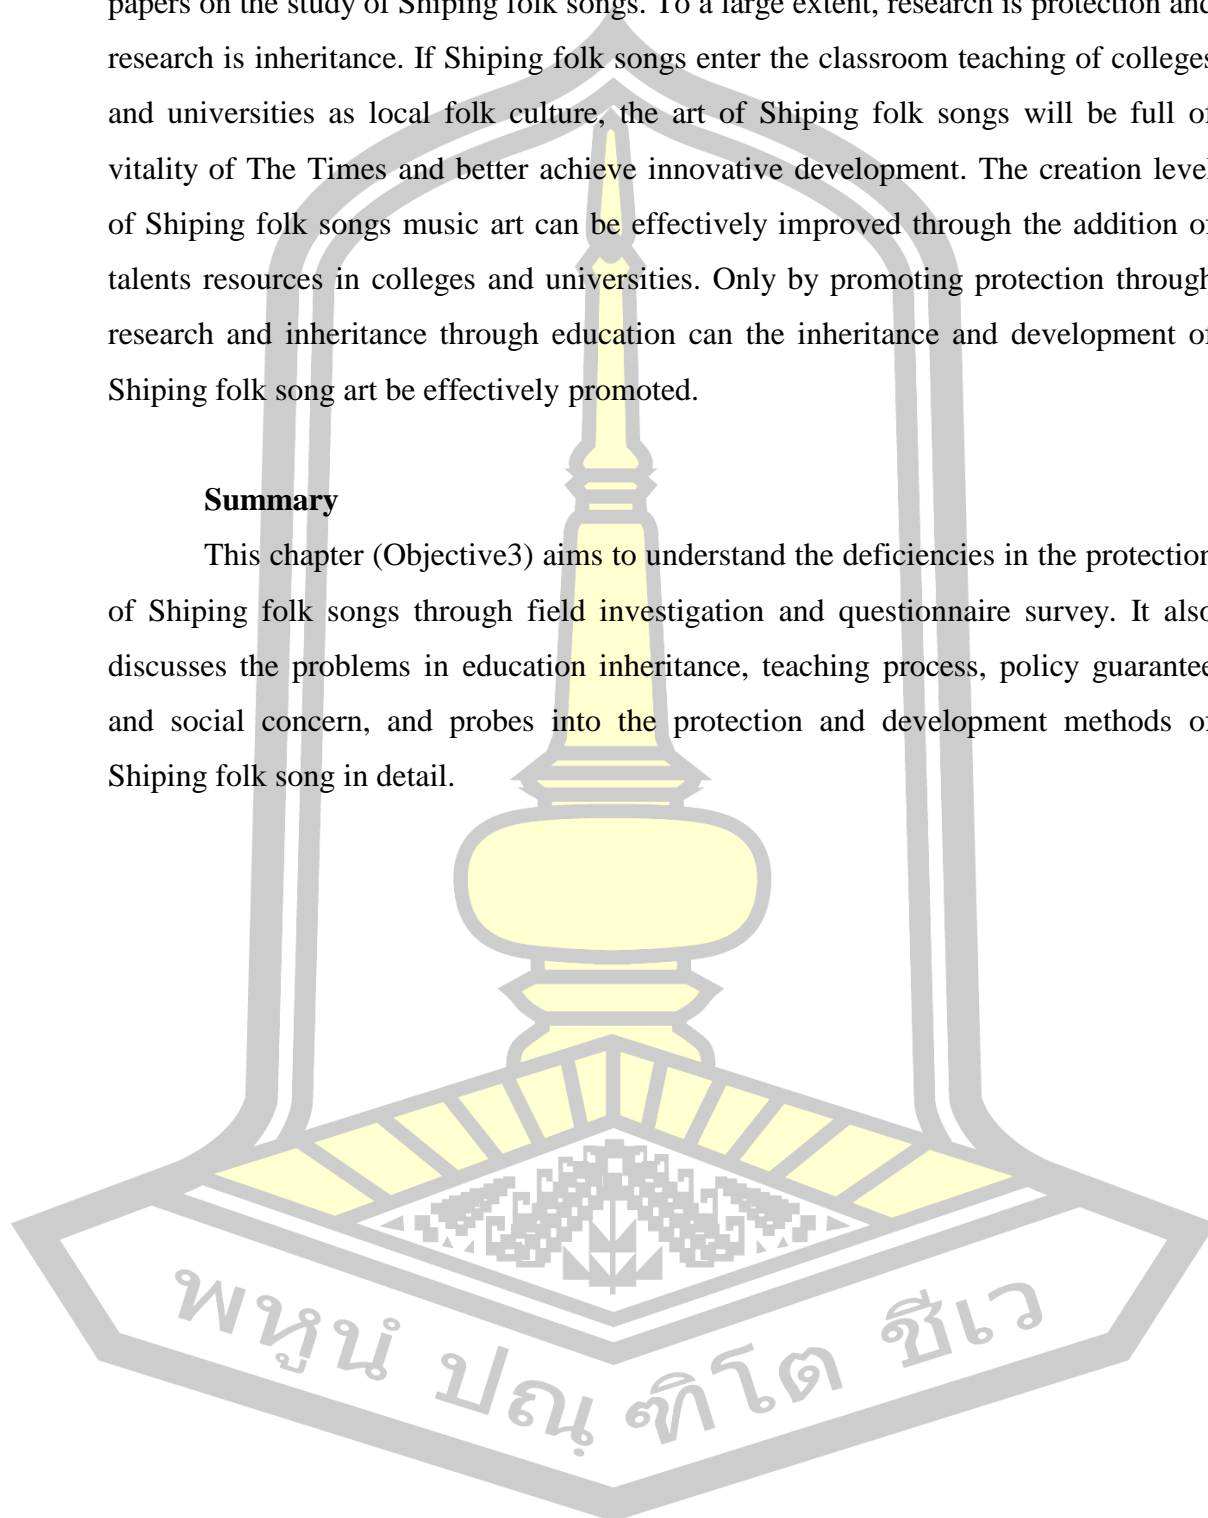 papers on the study of Shiping folk songs. To a large extent, research is protection and
research is inheritance. If Shiping folk songs enter the classroom teaching of colleges
and universities as local folk culture, the art of Shiping folk songs will be full of
vitality of The Times and better achieve innovative development. The creation level
of Shiping folk songs music art can be effectively improved through the addition of
talents resources in colleges and universities. Only by promoting protection through
research and inheritance through education can the inheritance and development of
Shiping folk song art be effectively promoted.
Summary
This chapter (Objective3) aims to understand the deficiencies in the protection
of Shiping folk songs through field investigation and questionnaire survey. It also
discusses the problems in education inheritance, teaching process, policy guarantee
and social concern, and probes into the protection and development methods of
Shiping folk song in detail.
พหูนํ ปณฺฑิโต ชีเว